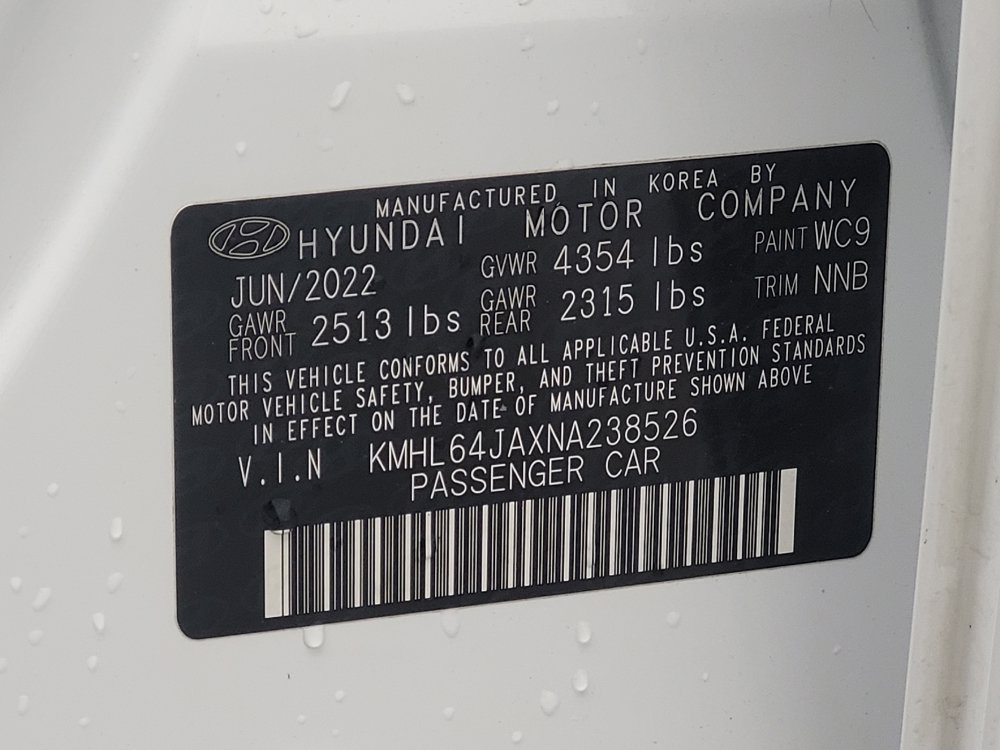 MANUFACTURED IN KOREA BY
HYUNDAI MOTOR COMPANY
JUN/2022 GVWR 4354 lbs PAINT WC9
GAWR FRONT 2513 lbs GAWR REAR 2315 lbs TRIM NNB
THIS VEHICLE CONFORMS TO ALL APPLICABLE U.S.A. FEDERAL
MOTOR VEHICLE SAFETY, BUMPER, AND THEFT PREVENTION STANDARDS
IN EFFECT ON THE DATE OF MANUFACTURE SHOWN ABOVE
V.I.N KMHL64JAXNA238526
PASSENGER CAR